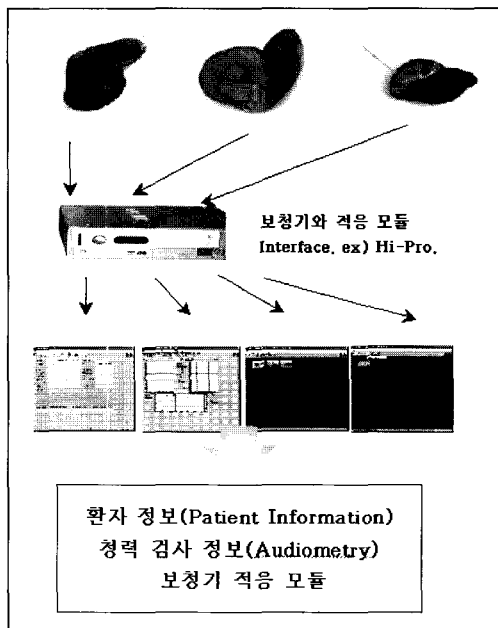 보청기와 적응 모듈
Interface. ex) Hi-Pro.
환자 정보(Patient Information)
청력 검사 정보(Audiometry)
보청기 적응 모듈